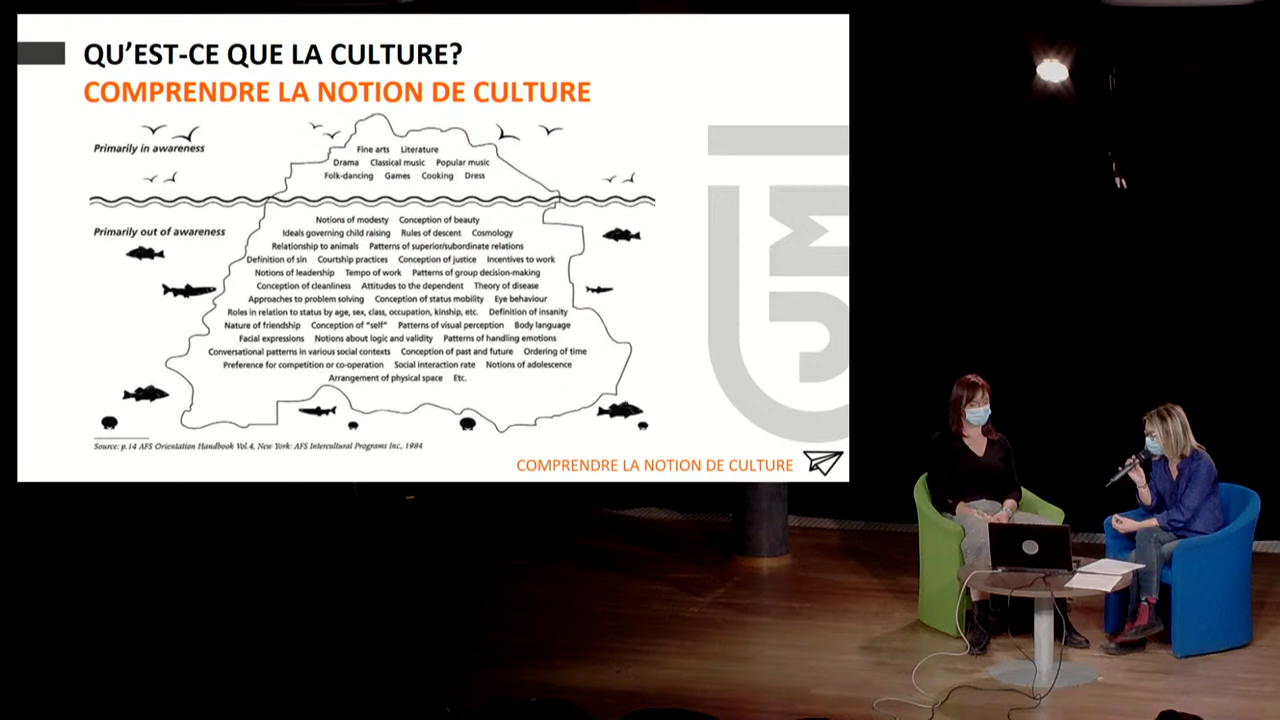 QU’EST-CE QUE LA CULTURE?
COMPRENDRE LA NOTION DE CULTURE
Primarily in awareness
Fine arts Literature
Drama Classical music Popular music
Folk-dancing Games Cooking Dress
Primarily out of awareness
Notions of modesty Conception of beauty
Ideals governing child raising Rules of descent Cosmology
Relationship to animals Patterns of superior/subordinate relations
Definition of sin Courtship practices Conception of justice Incentives to work
Notions of leadership Tempo of work Patterns of group decision-making
Conception of cleanliness Attitudes to the dependent Theory of disease
Approaches to problem solving Conception of status mobility Eye behaviour
Roles in relation to status by age, sex, class, occupation, kinship, etc. Definition of insanity
Nature of friendship Conception of "self" Patterns of visual perception Body language
Facial expressions Notions about logic and validity Patterns of handling emotions
Conversational patterns in various social contexts Conception of past and future Ordering of time
Preference for competition or co-operation Social interaction rate Notions of adolescence
Arrangement of physical space Etc.
Source: p.14 AFS Orientation Handbook Vol.4, New York: AFS Intercultural Programs Inc., 1984
COMPRENDRE LA NOTION DE CULTURE
UM